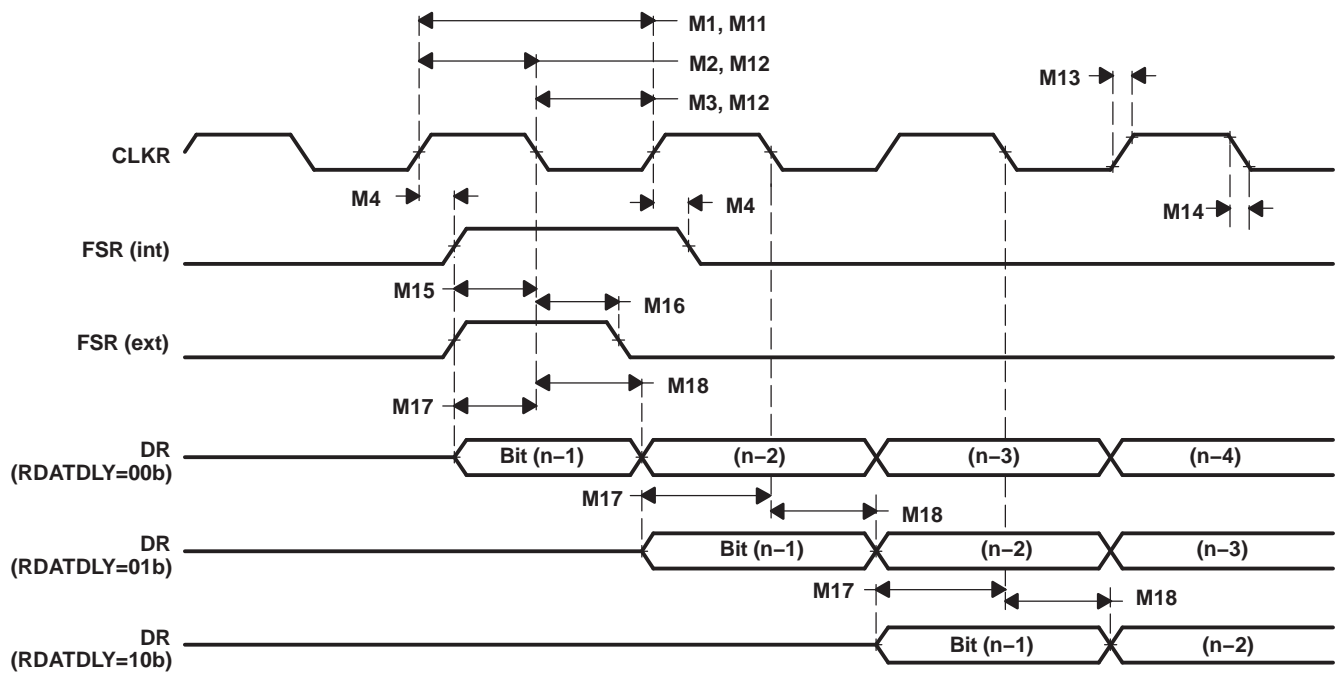 M1, M11
M2, M12
M13
M3, M12
CLKR
M4
M4
M14
FSR (int)
M15
M16
FSR (ext)
M18
M17
DR
(RDATDLY=00b)
Bit (n–1)
(n–2)
(n–3)
(n–4)
M17
M18
DR
(RDATDLY=01b)
Bit (n–1)
(n–2)
(n–3)
M17
M18
DR
(RDATDLY=10b)
Bit (n–1)
(n–2)